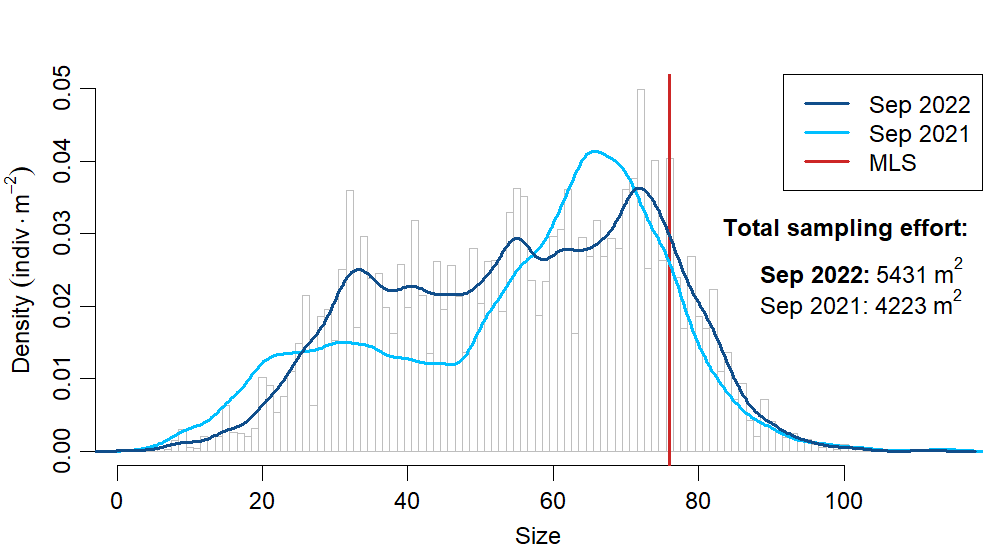 Density (indiv · m⁻²)
0.05
0.04
0.03
0.02
0.01
0.00
Sep 2022
Sep 2021
MLS
Total sampling effort:
Sep 2022: 5431 m²
Sep 2021: 4223 m²
0 20 40 60 80 100 120
Size